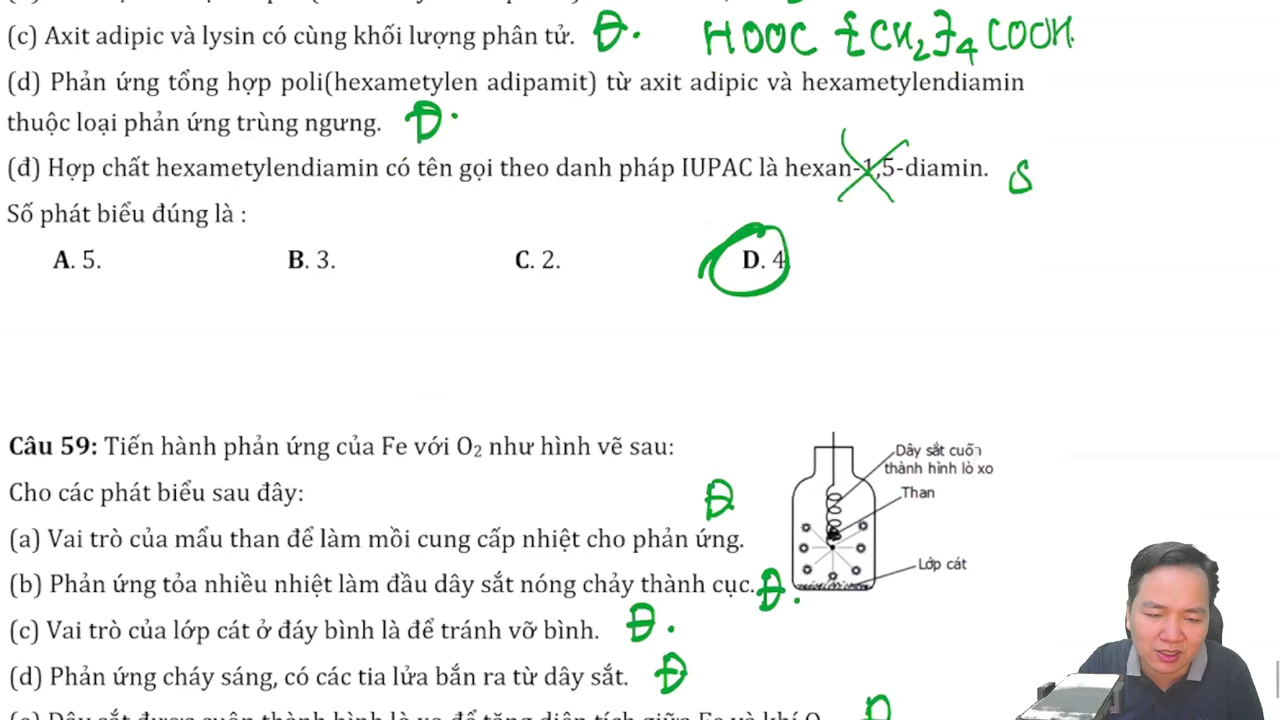 (c) Axit adipic và lysin có cùng khối lượng phân tử. Đ. HOOC {CH2}4 COOH.
(d) Phản ứng tổng hợp poli(hexametylen adipamit) từ axit adipic và hexametylendiamin
thuộc loại phản ứng trùng ngưng. Đ.
(đ) Hợp chất hexametylendiamin có tên gọi theo danh pháp IUPAC là hexan-1,5-diamin. S
Số phát biểu đúng là :
A. 5. B. 3. C. 2. D. 4
Câu 59: Tiến hành phản ứng của Fe với O2 như hình vẽ sau:
Dây sắt cuốn
thành hình lò xo
Than
Lớp cát
Cho các phát biểu sau đây:
Đ
(a) Vai trò của mẩu than để làm mồi cung cấp nhiệt cho phản ứng.
(b) Phản ứng tỏa nhiều nhiệt làm đầu dây sắt nóng chảy thành cục. Đ.
(c) Vai trò của lớp cát ở đáy bình là để tránh vỡ bình. Đ.
(d) Phản ứng cháy sáng, có các tia lửa bắn ra từ dây sắt. Đ